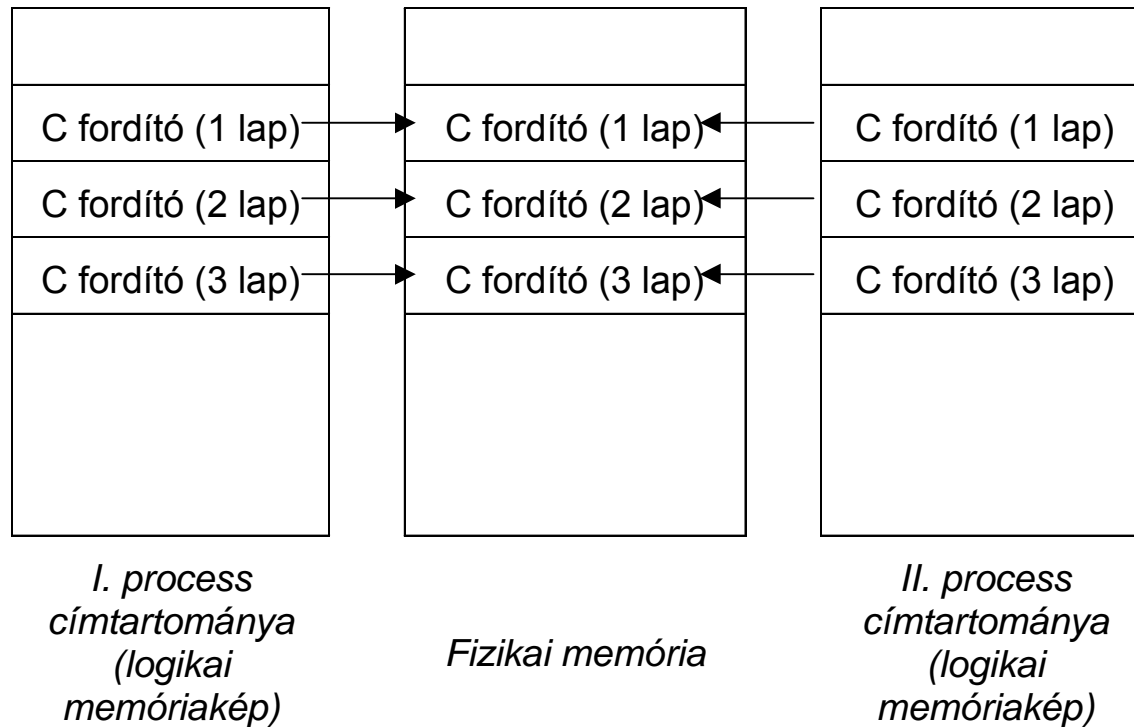 C fordító (1 lap)
C fordító (1 lap)
C fordító (1 lap)
C fordító (2 lap)
C fordító (2 lap)
C fordító (2 lap)
C fordító (3 lap)
C fordító (3 lap)
C fordító (3 lap)
I. process
címtartománya
(logikai
memóriakép)
Fizikai memória
II. process
címtartománya
(logikai
memóriakép)